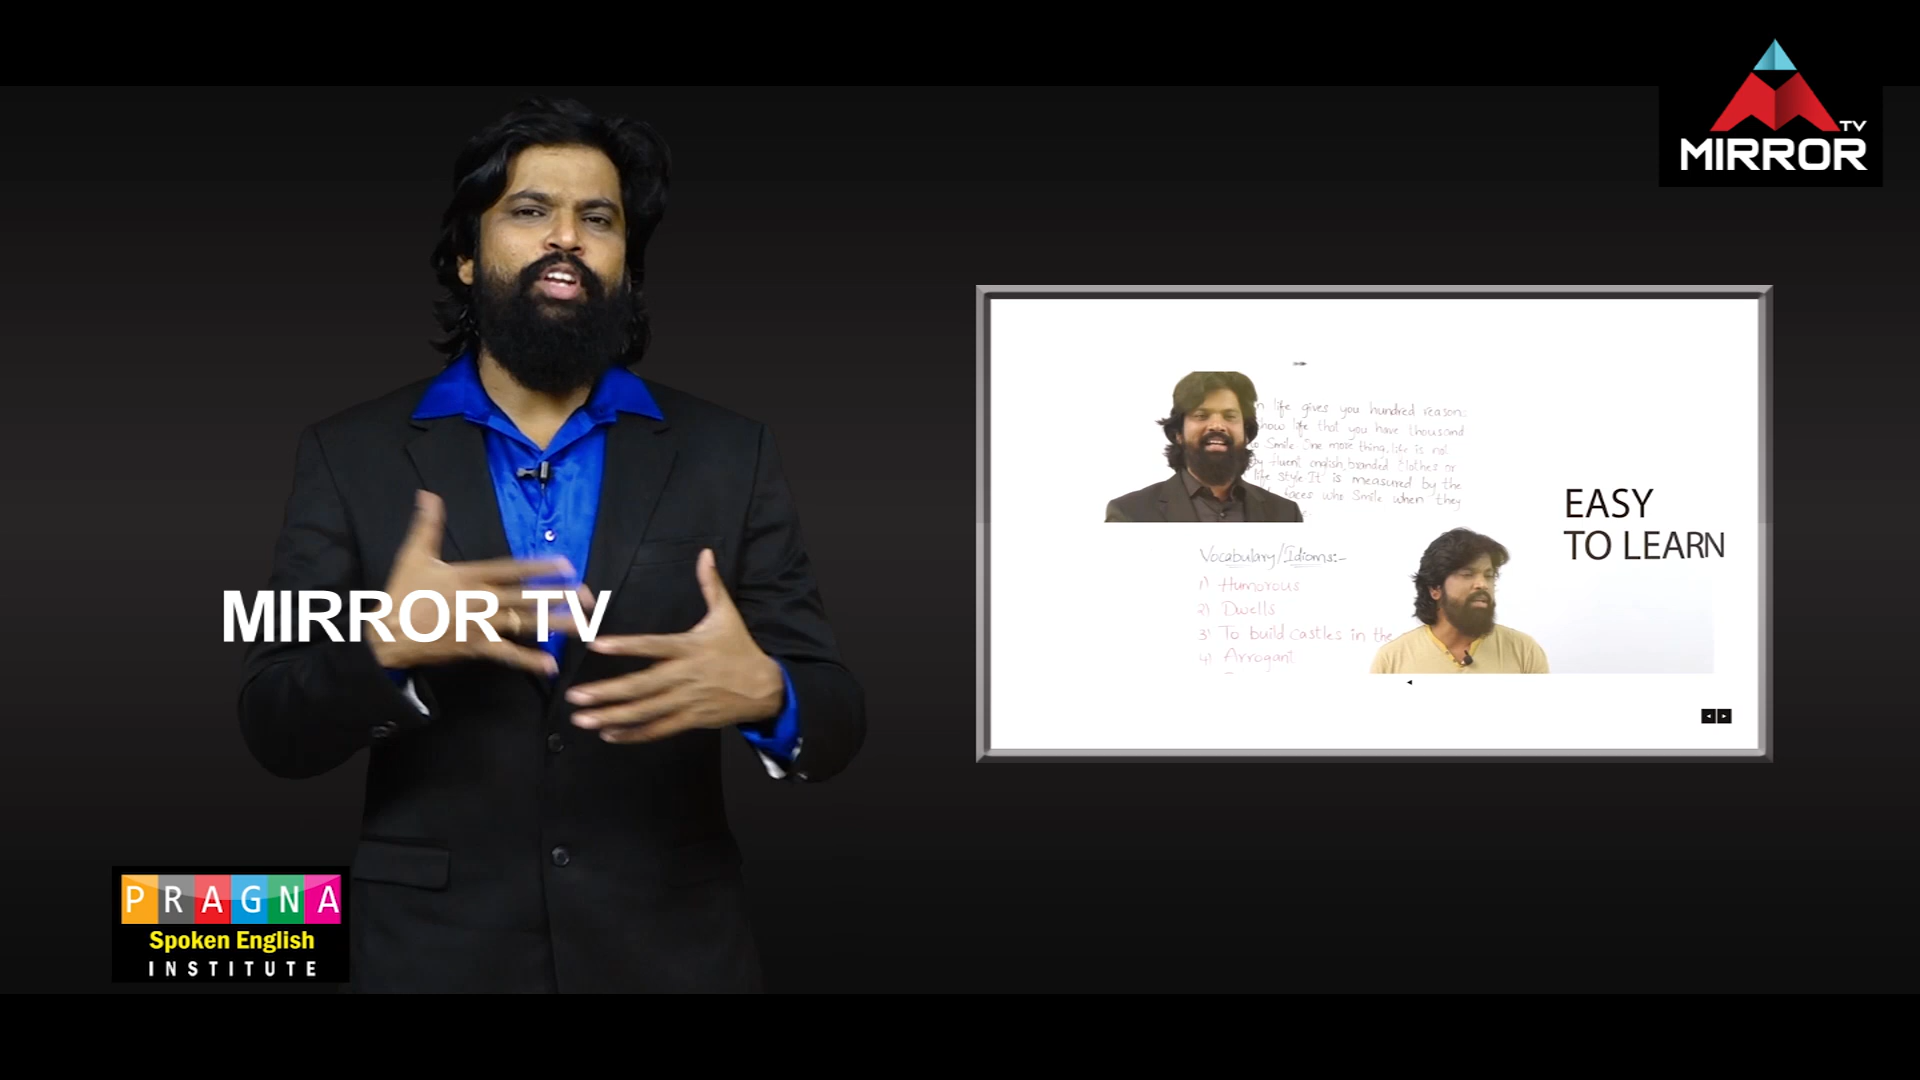 TV
MIRROR
life gives you hundred reasons
show life that you have thousand
to Smile One more thing, life is not
by fluent english, branded Clothes or
life style. It is measured by the
faces who Smile when they
EASY
TO LEARN
Vocabulary/Idioms:-
1) Humorous
2) Dwells
3) To build castles in the
4) Arrogant
MIRROR TV
PRAGNA
Spoken English
INSTITUTE